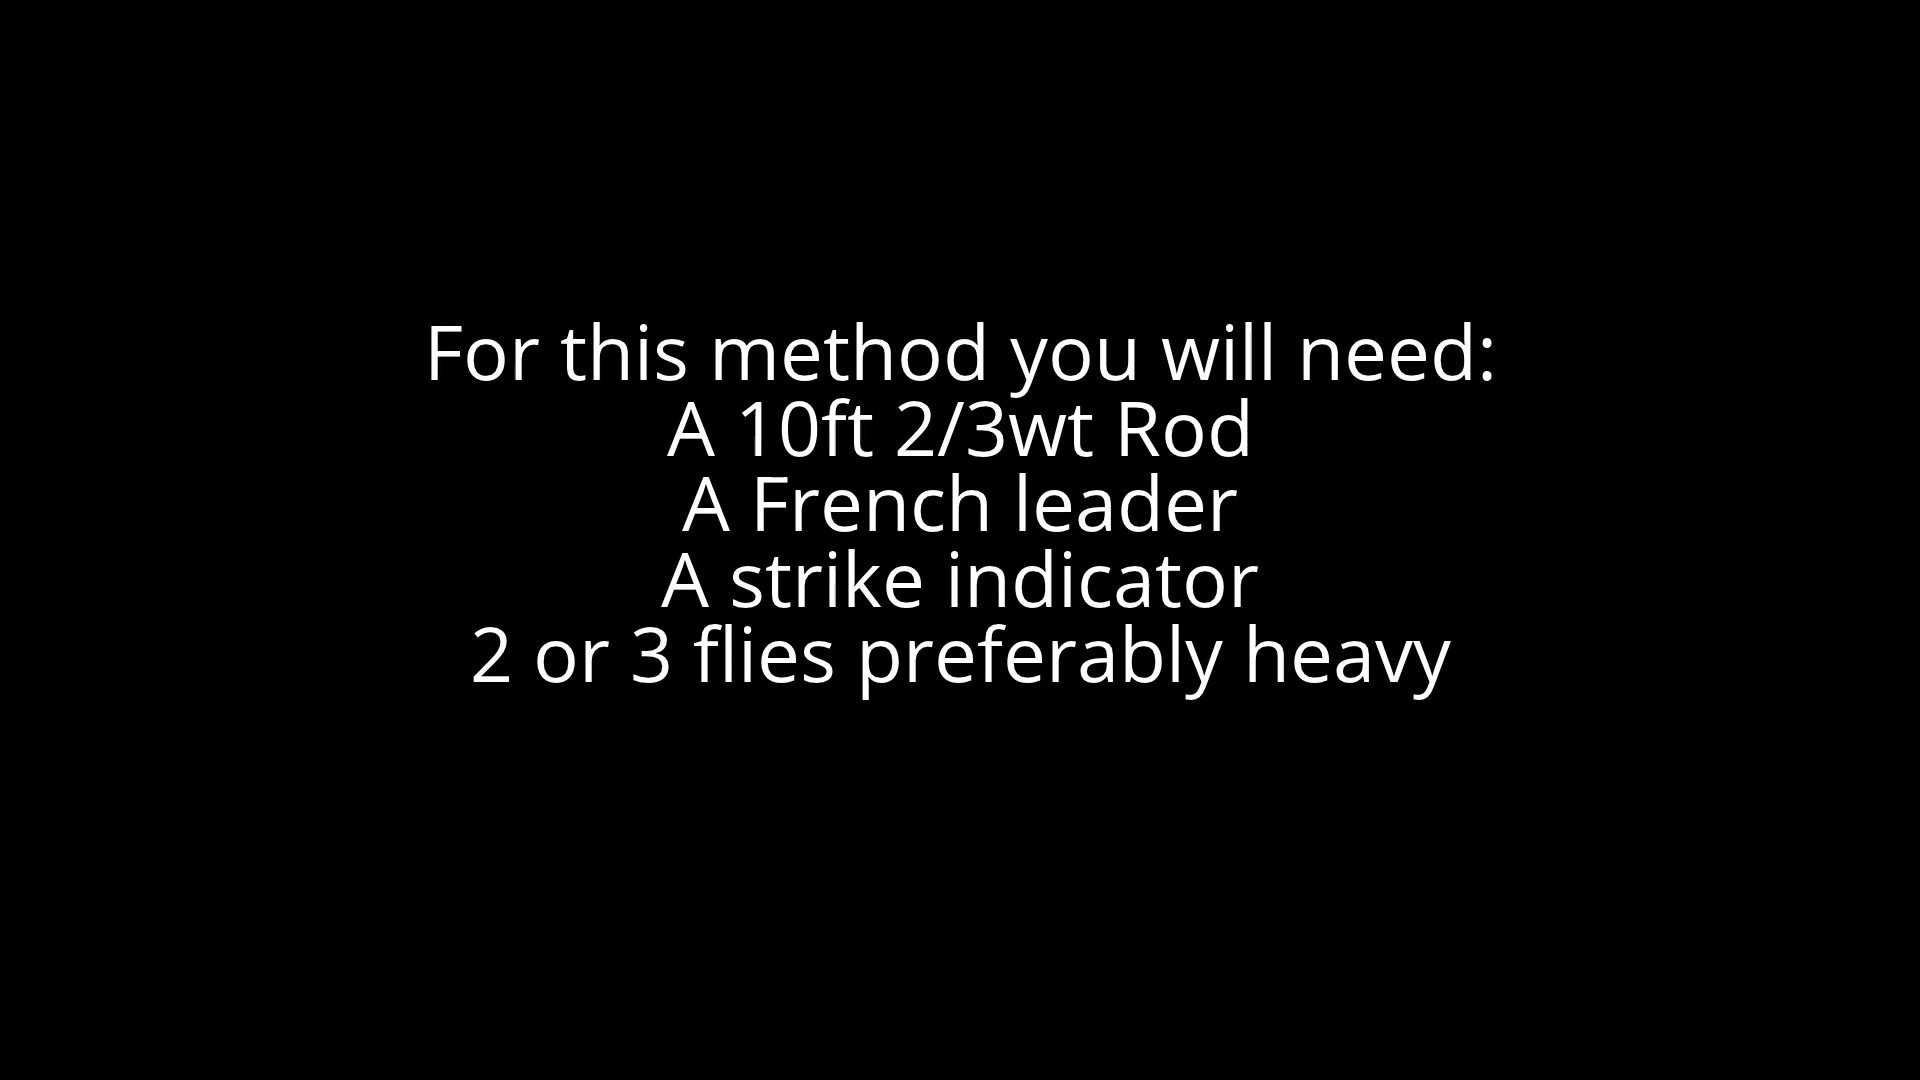 For this method you will need:
A 10ft 2/3wt Rod
A French leader
A strike indicator
2 or 3 flies preferably heavy